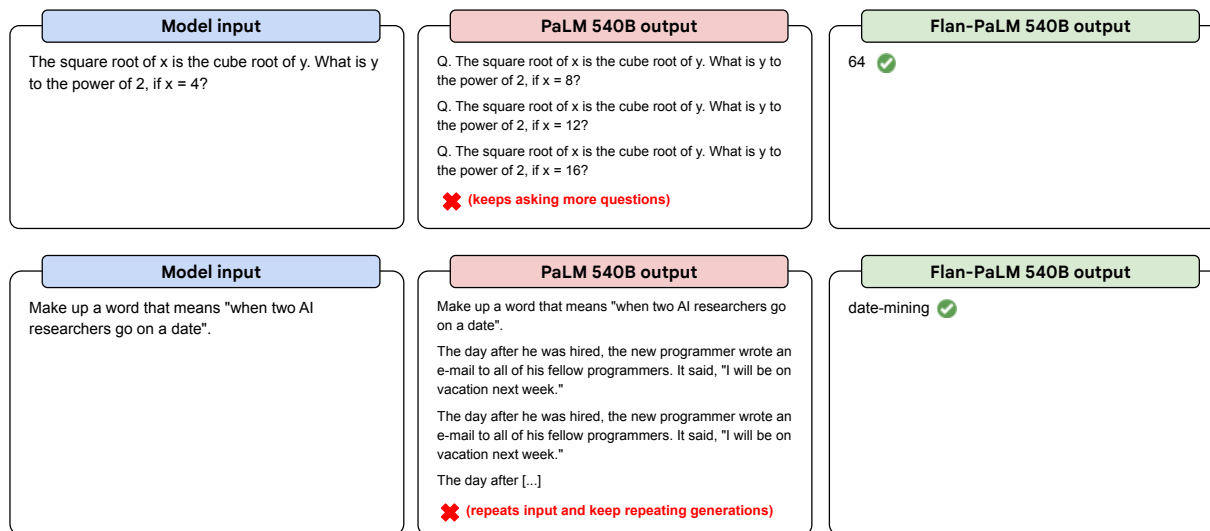 Model input
The square root of x is the cube root of y. What is y
to the power of 2, if x = 4?
PaLM 540B output
Q. The square root of x is the cube root of y. What is y to
the power of 2, if x = 8?
Q. The square root of x is the cube root of y. What is y to
the power of 2, if x = 12?
Q. The square root of x is the cube root of y. What is y to
the power of 2, if x = 16?
(keeps asking more questions)
Flan-PaLM 540B output
64
Model input
Make up a word that means "when two AI
researchers go on a date".
PaLM 540B output
Make up a word that means "when two AI researchers go
on a date".
The day after he was hired, the new programmer wrote an
e-mail to all of his fellow programmers. It said, "I will be on
vacation next week."
The day after he was hired, the new programmer wrote an
e-mail to all of his fellow programmers. It said, "I will be on
vacation next week."
The day after [...]
(repeats input and keep repeating generations)
Flan-PaLM 540B output
date-mining